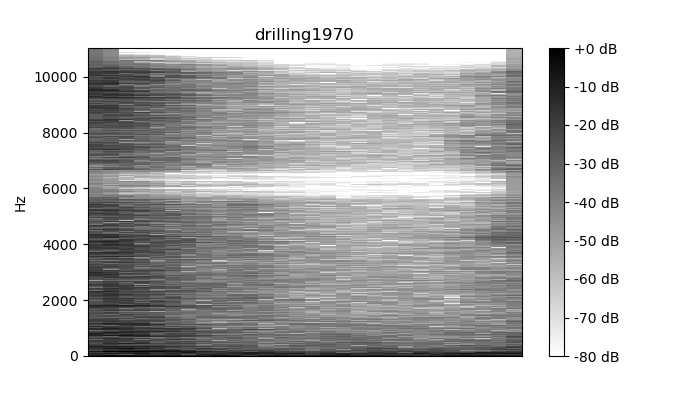 drilling1970
Hz
10000
8000
6000
4000
2000
0
+0 dB
-10 dB
-20 dB
-30 dB
-40 dB
-50 dB
-60 dB
-70 dB
-80 dB